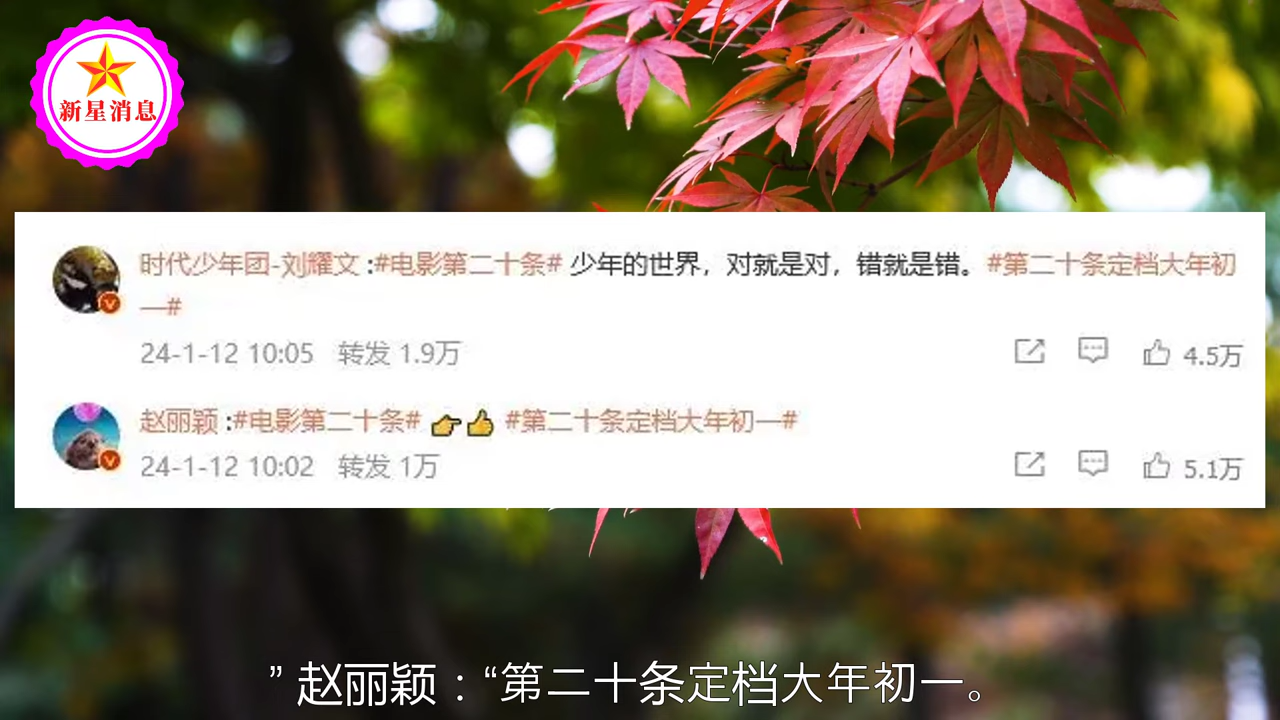 新星消息
时代少年团-刘耀文 :#电影第二十条# 少年的世界，对就是对，错就是错。#第二十条定档大年初
一#
24-1-12 10:05 转发 1.9万 4.5万
赵丽颖 :#电影第二十条# 👉👍 #第二十条定档大年初一#
24-1-12 10:02 转发 1万 5.1万
” 赵丽颖：“第二十条定档大年初一。